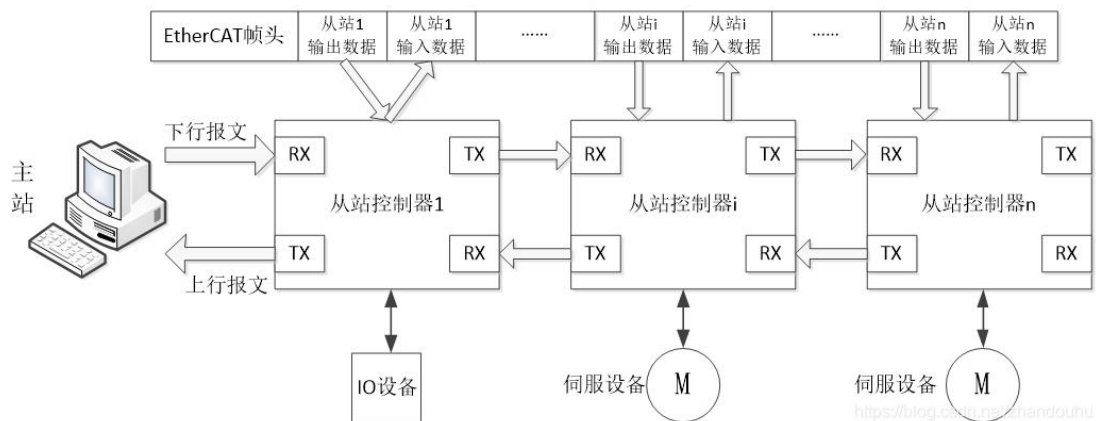 EtherCAT帧头
从站1
输出数据
从站1
输入数据
......
从站i
输出数据
从站i
输入数据
......
从站n
输出数据
从站n
输入数据
主站
下行报文
上行报文
RX
TX
从站控制器1
TX
RX
RX
TX
从站控制器i
TX
RX
RX
TX
从站控制器n
TX
RX
IO设备
伺服设备
M
伺服设备
M
https://blog.csdn.net/znandouhu